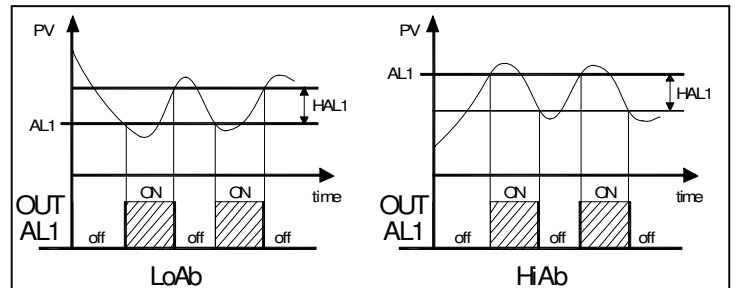 PV
HAL1
AL1
time
ON ON
OUT
AL1
off off off
LoAb
PV
AL1
HAL1
time
ON ON
OUT
AL1
off off off
HiAb